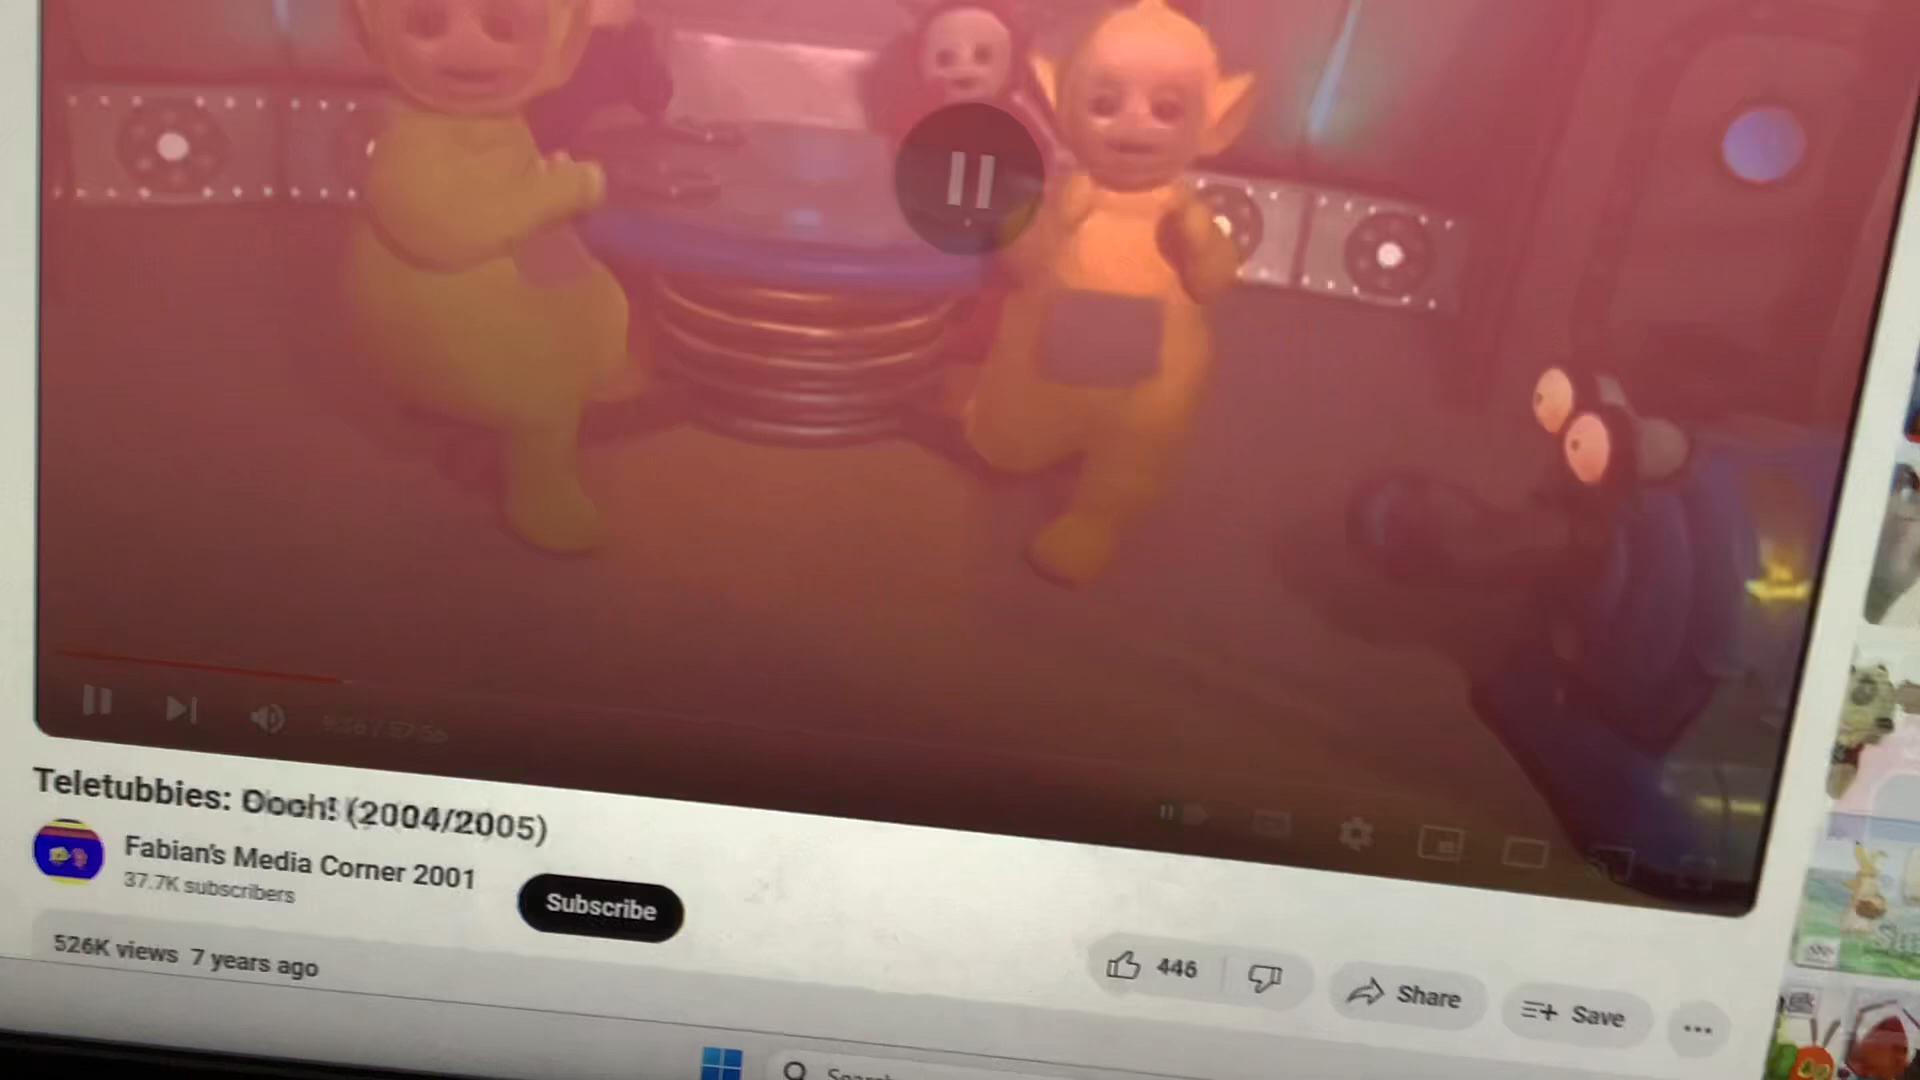 Teletubbies: Oooh! (2004/2005)
Fabian's Media Corner 2001
37.7K subscribers
Subscribe
526K views 7 years ago
446
Share
Save